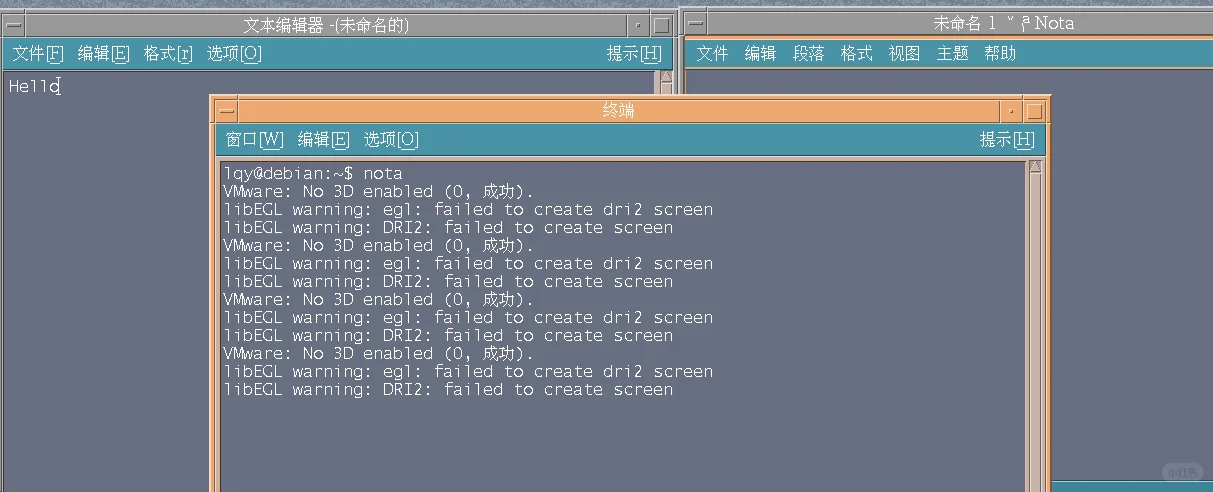 文本编辑器 -(未命名的)
文件[F] 编辑[E] 格式[r] 选项[O] 提示[H]
Hello
未命名 1
Nota
文件 编辑 段落 格式 视图 主题 帮助
终端
窗口[W] 编辑[E] 选项[O] 提示[H]
lqy@debian:~$ nota
VMware: No 3D enabled (0, 成功).
libEGL warning: egl: failed to create dri2 screen
libEGL warning: DRI2: failed to create screen
VMware: No 3D enabled (0, 成功).
libEGL warning: egl: failed to create dri2 screen
libEGL warning: DRI2: failed to create screen
VMware: No 3D enabled (0, 成功).
libEGL warning: egl: failed to create dri2 screen
libEGL warning: DRI2: failed to create screen
VMware: No 3D enabled (0, 成功).
libEGL warning: egl: failed to create dri2 screen
libEGL warning: DRI2: failed to create screen
小红书